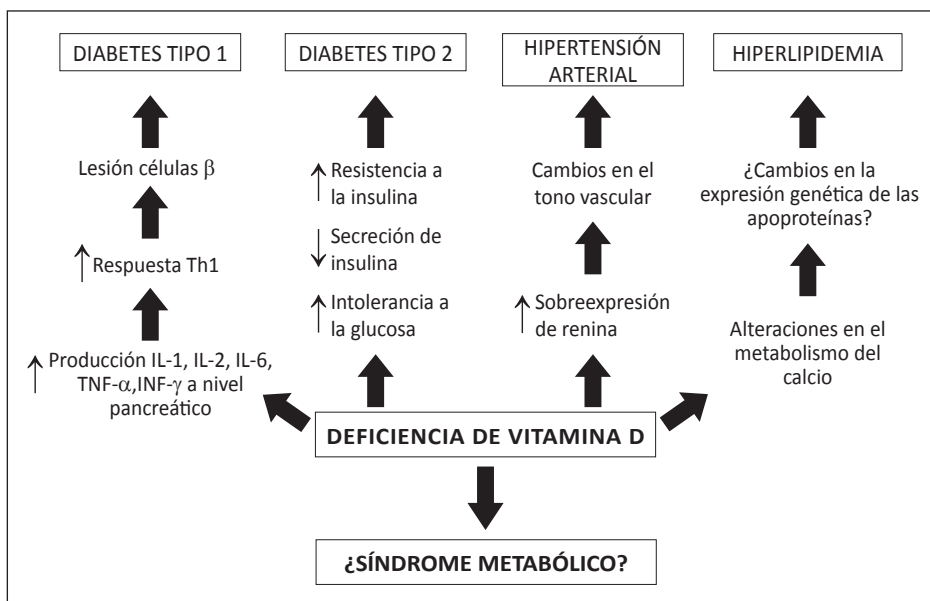 DIABETES TIPO 1
DIABETES TIPO 2
HIPERTENSIÓN
ARTERIAL
HIPERLIPIDEMIA
Lesión células β
↑ Respuesta Th1
↑ Producción IL-1, IL-2, IL-6,
TNF-α,INF-γ a nivel
pancreático
↑ Resistencia a
la insulina
↓ Secreción de
insulina
↑ Intolerancia a
la glucosa
Cambios en el
tono vascular
↑ Sobreexpresión
de renina
¿Cambios en la
expresión genética de las
apoproteínas?
Alteraciones en el
metabolismo del
calcio
DEFICIENCIA DE VITAMINA D
¿SÍNDROME METABÓLICO?